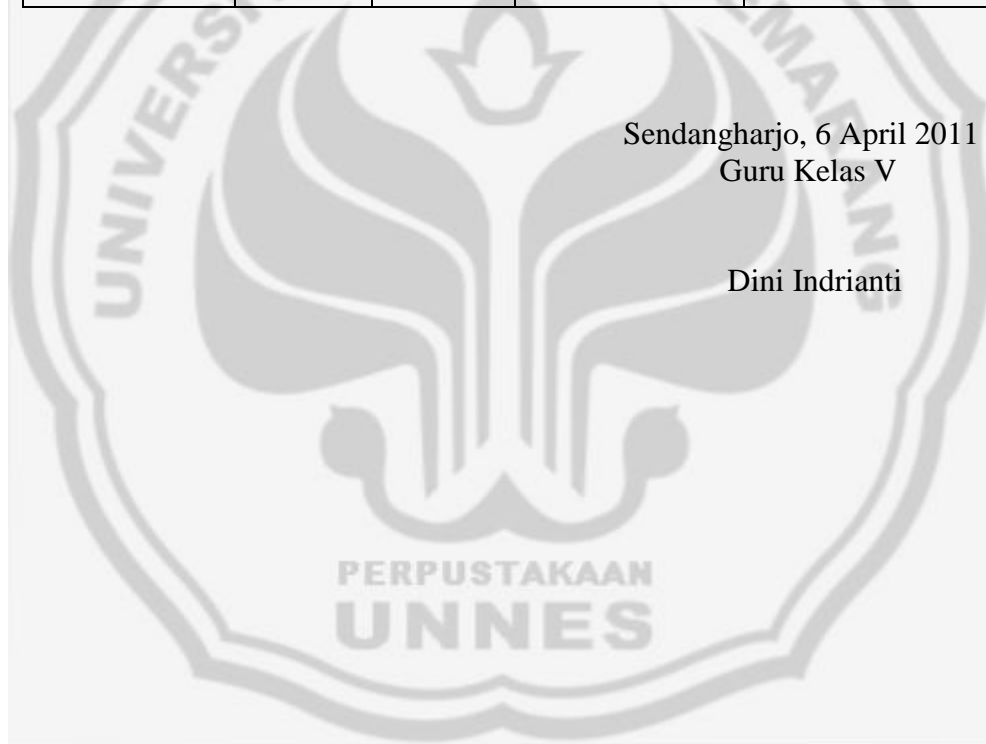 Sendangharjo, 6 April 2011
Guru Kelas V
Dini Indrianti
PERPUSTAKAAN
UNNES